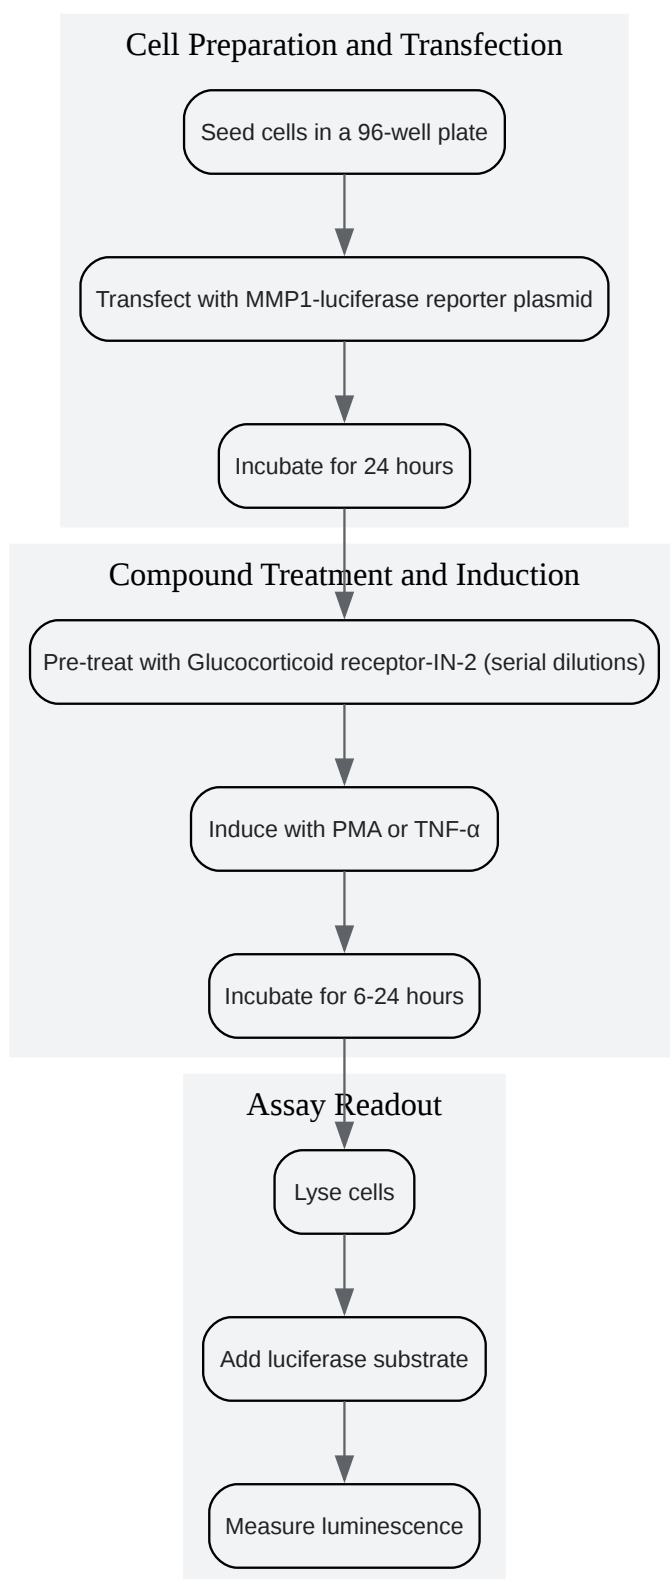 Cell Preparation and Transfection
Seed cells in a 96-well plate
Transfect with MMP1-luciferase reporter plasmid
Incubate for 24 hours
Compound Treatment and Induction
Pre-treat with Glucocorticoid receptor-IN-2 (serial dilutions)
Induce with PMA or TNF-α
Incubate for 6-24 hours
Assay Readout
Lyse cells
Add luciferase substrate
Measure luminescence